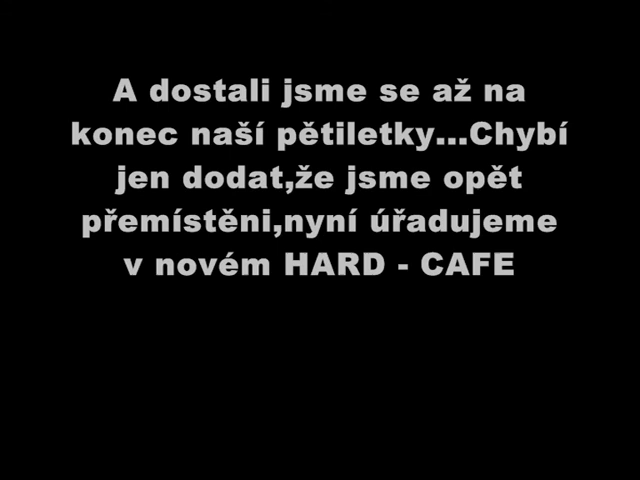 A dostali jsme se až na
konec naší pětiletky...Chybí
jen dodat,že jsme opět
přemístěni,nyní úřadujeme
v novém HARD - CAFE